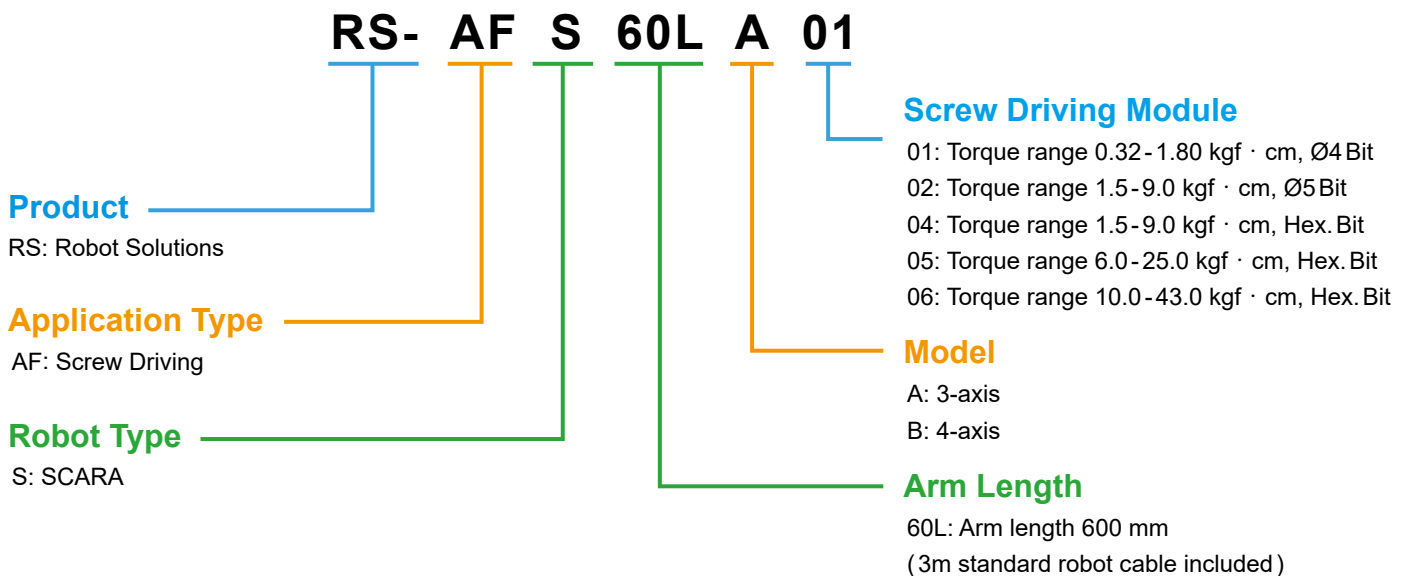 RS- AF S 60L A 01
Product
RS: Robot Solutions
Application Type
AF: Screw Driving
Robot Type
S: SCARA
Screw Driving Module
01: Torque range 0.32-1.80 kgf · cm, Ø4 Bit
02: Torque range 1.5-9.0 kgf · cm, Ø5 Bit
04: Torque range 1.5-9.0 kgf · cm, Hex. Bit
05: Torque range 6.0-25.0 kgf · cm, Hex. Bit
06: Torque range 10.0-43.0 kgf · cm, Hex. Bit
Model
A: 3-axis
B: 4-axis
Arm Length
60L: Arm length 600 mm
(3m standard robot cable included)